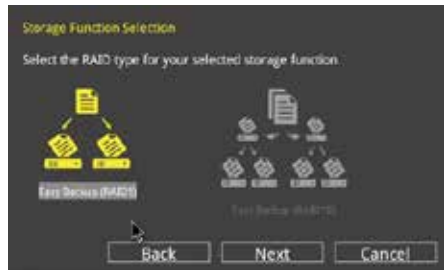 Storage Function Selection
Select the RAID type for your selected storage function
Easy Backup (RAID1)
Easy Backup (RAID10)
Back
Next
Cancel